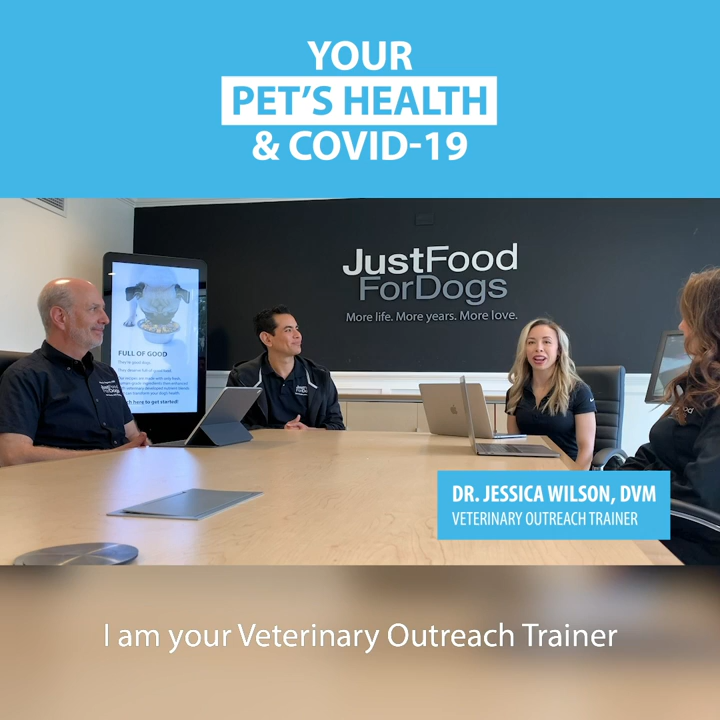 YOUR
PET'S HEALTH
& COVID-19
JustFood
ForDogs
More life. More years. More love.
FULL OF GOOD
JustFood
DR. JESSICA WILSON, DVM
VETERINARY OUTREACH TRAINER
I am your Veterinary Outreach Trainer